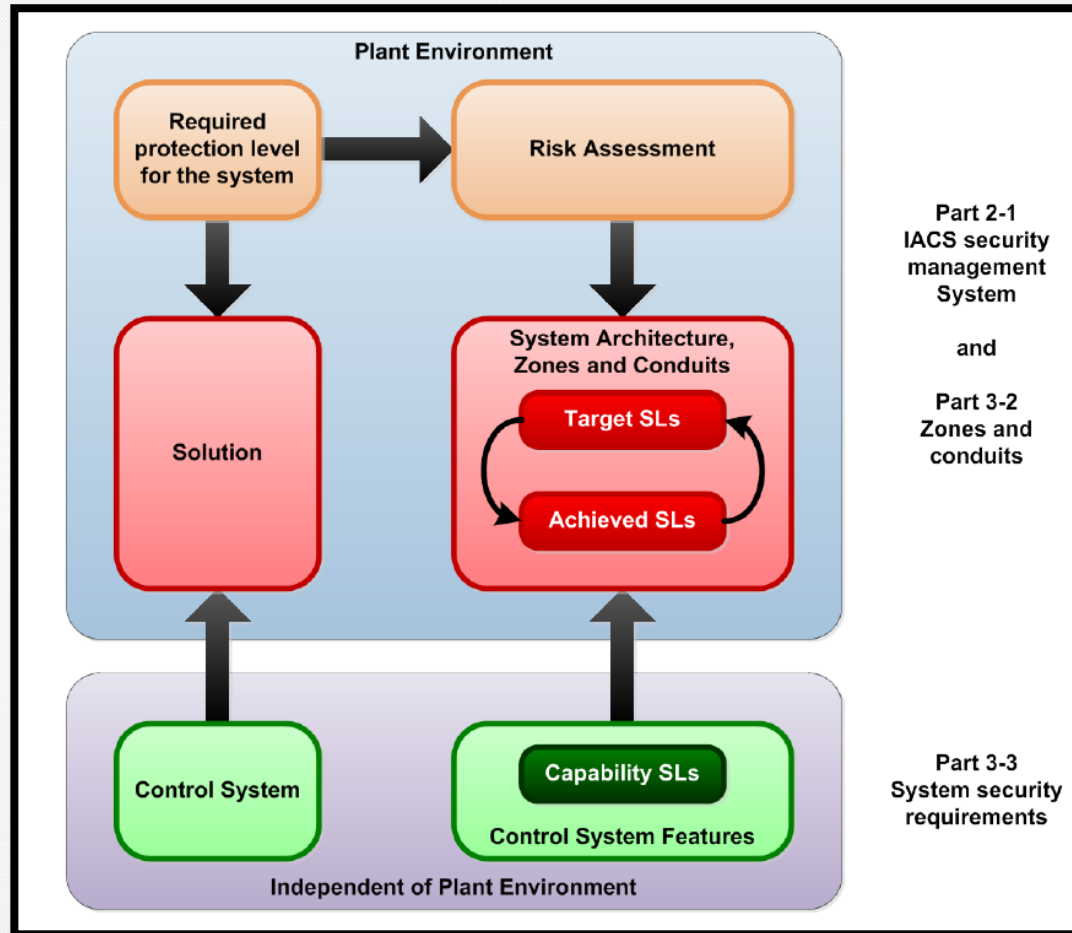 Plant Environment
Required
protection level
for the system
Risk Assessment
Part 2-1
IACS security
management
System
and
Part 3-2
Zones and
conduits
Solution
System Architecture,
Zones and Conduits
Target SLs
Achieved SLs
Control System
Capability SLs
Control System Features
Part 3-3
System security
requirements
Independent of Plant Environment